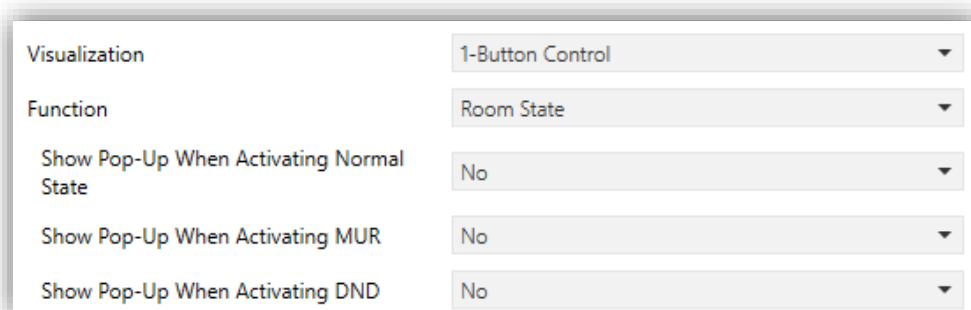 Visualization 1-Button Control
Function Room State
Show Pop-Up When Activating Normal
State No
Show Pop-Up When Activating MUR No
Show Pop-Up When Activating DND No